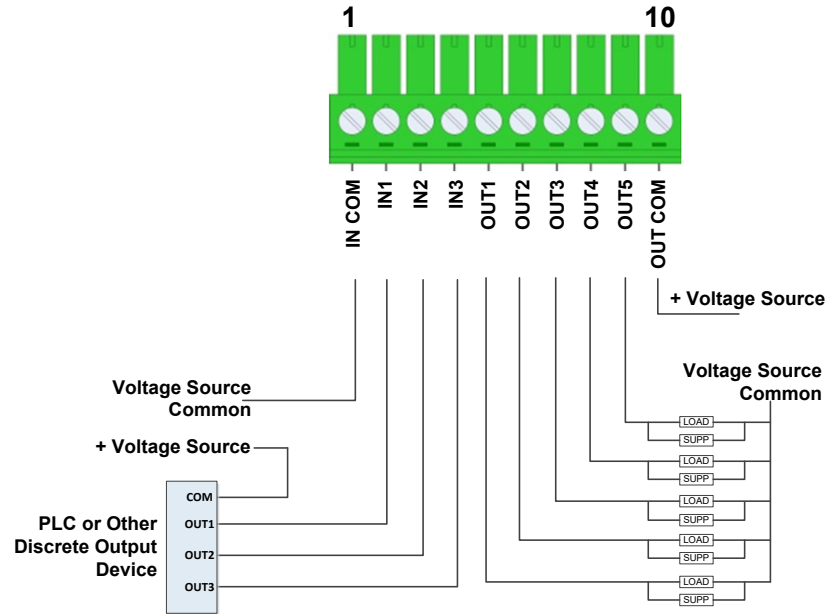 1 10
IN COM
IN1
IN2
IN3
OUT1
OUT2
OUT3
OUT4
OUT5
OUT COM
+ Voltage Source
Voltage Source
Common
Voltage Source
Common
+ Voltage Source
PLC or Other
Discrete Output
Device
COM
OUT1
OUT2
OUT3
LOAD
SUPP
LOAD
SUPP
LOAD
SUPP
LOAD
SUPP
LOAD
SUPP